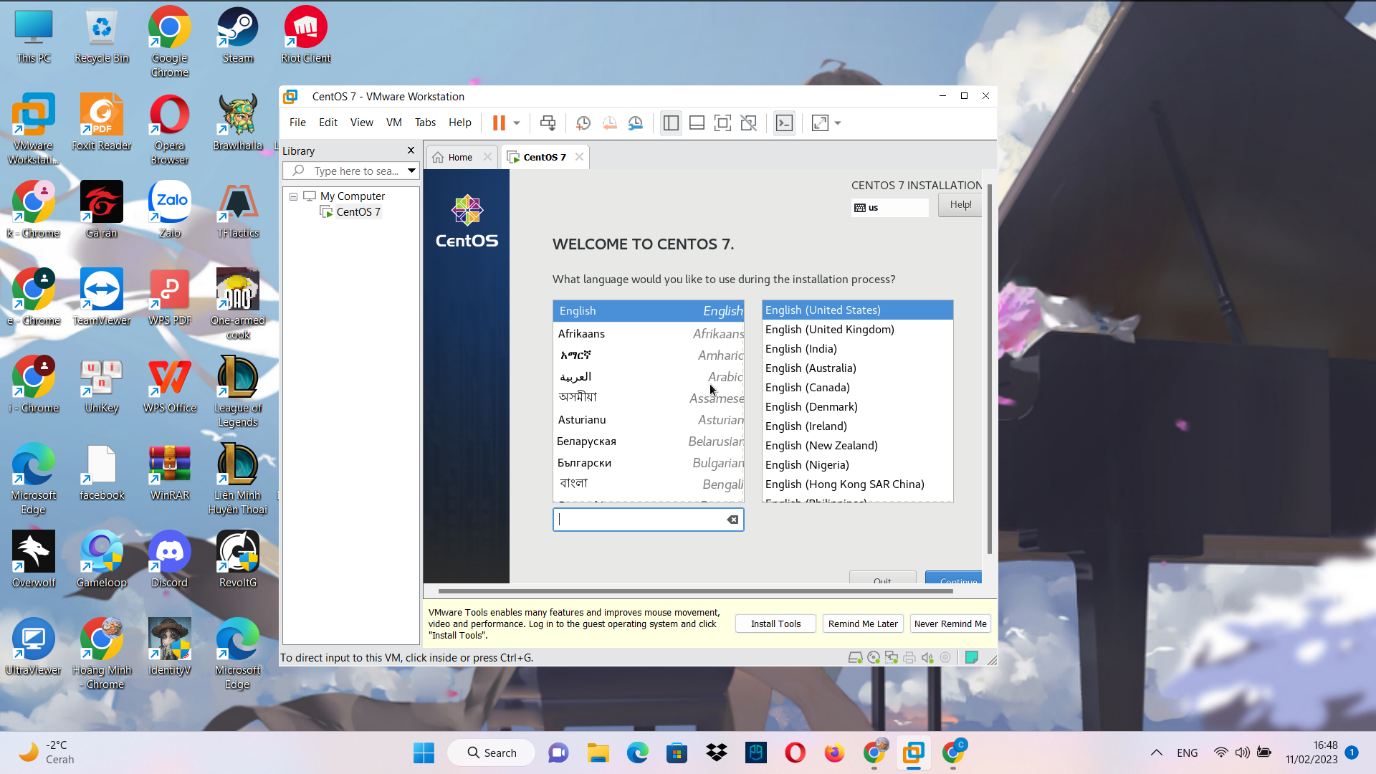 This PC
Recycle Bin
Google
Chrome
Steam
Riot Client
VMware
Workstat...
Foxit Reader
Opera
Browser
Brawlhalla
k - Chrome
Gà rán
Zalo
TFTactics
e - Chrome
TeamViewer
WPS PDF
One-armed
cook
i - Chrome
UniKey
WPS Office
League of
Legends
Microsoft
Edge
facebook
WinRAR
Liên Minh
Huyền Thoại
Overwolf
Gameloop
Discord
RevoltG
UltraViewer
Hoàng Minh
- Chrome
IdentityV
Microsoft
Edge
CentOS 7 - VMware Workstation
File Edit View VM Tabs Help
Library
Type here to sea...
My Computer
CentOS 7
Home
CentOS 7
CentOS
CENTOS 7 INSTALLATION
us
Help!
WELCOME TO CENTOS 7.
What language would you like to use during the installation process?
English English
Afrikaans Afrikaans
አማርኛ Amharic
العربية Arabic
অসমীয়া Assamese
Asturianu Asturian
Беларуская Belarusian
Български Bulgarian
বাংলা Bengali
English (United States)
English (United Kingdom)
English (India)
English (Australia)
English (Canada)
English (Denmark)
English (Ireland)
English (New Zealand)
English (Nigeria)
English (Hong Kong SAR China)
English (Philippines)
Quit
Continue
VMware Tools enables many features and improves mouse movement,
video and performance. Log in to the guest operating system and click
"Install Tools".
Install Tools
Remind Me Later
Never Remind Me
To direct input to this VM, click inside or press Ctrl+G.
-2°C
Cerah
Search
ENG
16:48
11/02/2023
1